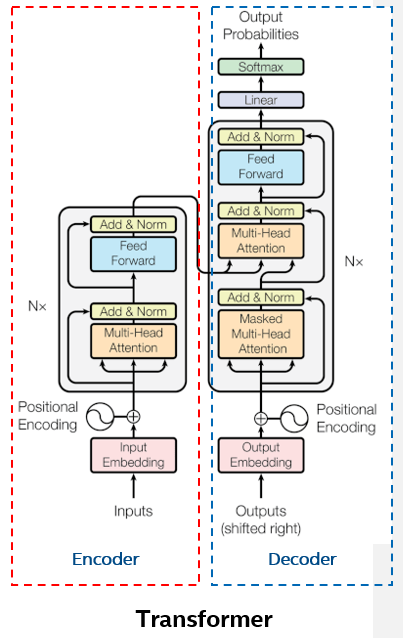 Output
Probabilities
Softmax
Linear
Add & Norm
Feed
Forward
Add & Norm
Multi-Head
Attention
Add & Norm
Masked
Multi-Head
Attention
Nx
Add & Norm
Feed
Forward
Add & Norm
Multi-Head
Attention
Nx
Positional
Encoding
Positional
Encoding
Input
Embedding
Output
Embedding
Inputs
Outputs
(shifted right)
Encoder
Decoder
Transformer